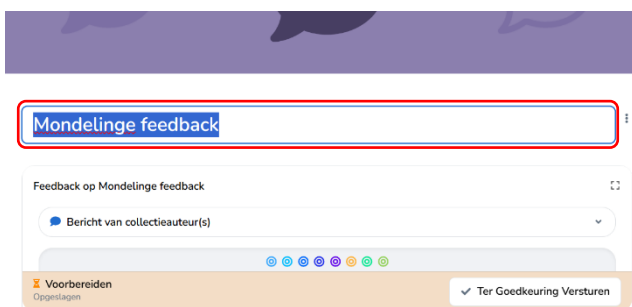 Mondelinge feedback
Feedback op Mondelinge feedback
Bericht van collectieauteur(s)
Voorbereiden
Opgeslagen
Ter Goedkeuring Versturen